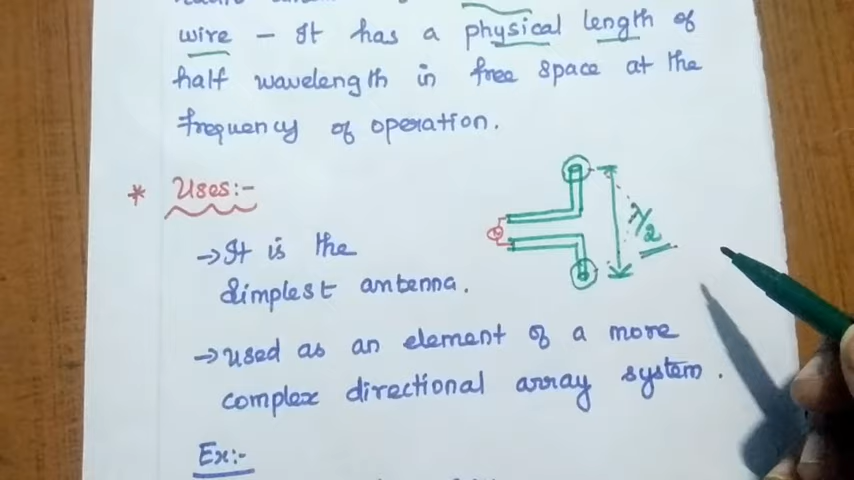 wire - It has a physical length of
half wavelength in free space at the
frequency of operation.
* Uses:-
λ/2
→ It is the
simplest antenna.
→ used as an element of a more
complex directional array system.
Ex:-